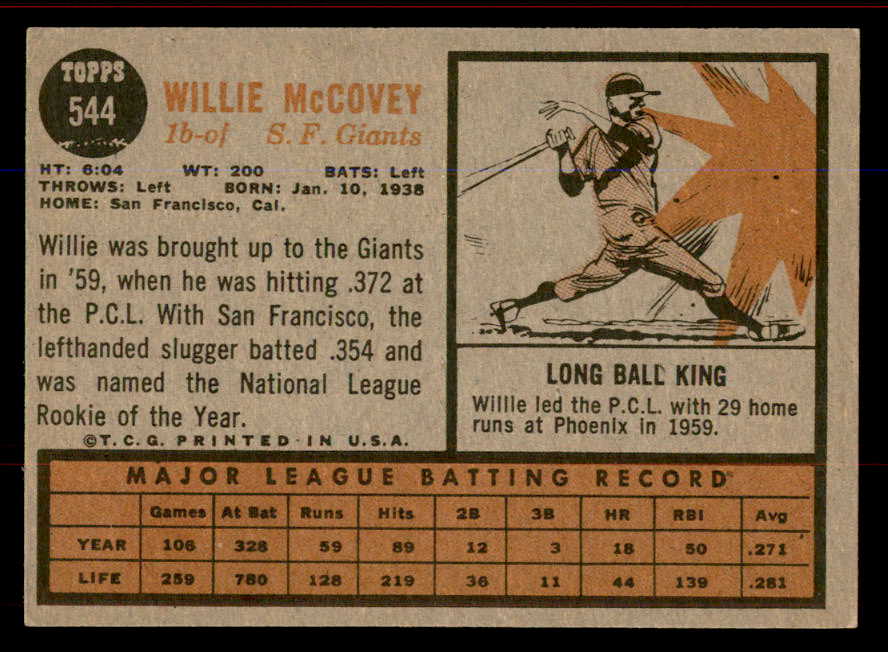 TOPPS
544
WILLIE McCOVEY
1b-of S. F. Giants
HT: 6:04 WT: 200 BATS: Left
THROWS: Left BORN: Jan. 10, 1938
HOME: San Francisco, Cal.
Willie was brought up to the Giants
in '59, when he was hitting .372 at
the P.C.L. With San Francisco, the
lefthanded slugger batted .354 and
was named the National League
Rookie of the Year.
©T.C.G. PRINTED IN U.S.A.
LONG BALL KING
Willie led the P.C.L. with 29 home
runs at Phoenix in 1959.
MAJOR LEAGUE BATTING RECORD
Games At Bat Runs Hits 2B 3B HR RBI Avg
YEAR 106 328 59 89 12 3 18 50 .271
LIFE 259 780 128 219 36 11 44 139 .281